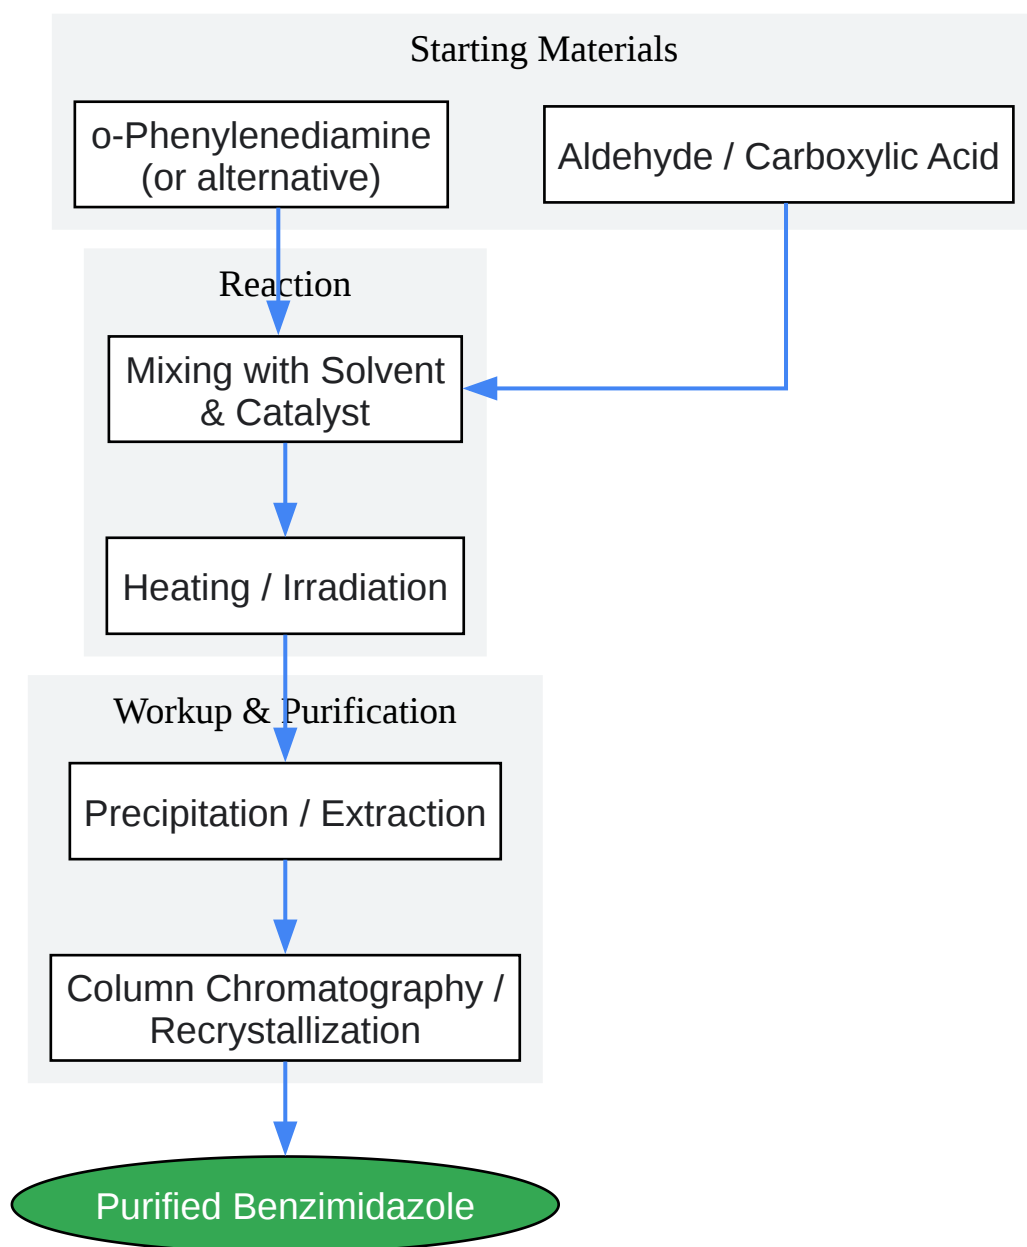 Starting Materials
o-Phenylenediamine
(or alternative)
Aldehyde / Carboxylic Acid
Reaction
Mixing with Solvent
& Catalyst
Heating / Irradiation
Workup & Purification
Precipitation / Extraction
Column Chromatography /
Recrystallization
Purified Benzimidazole